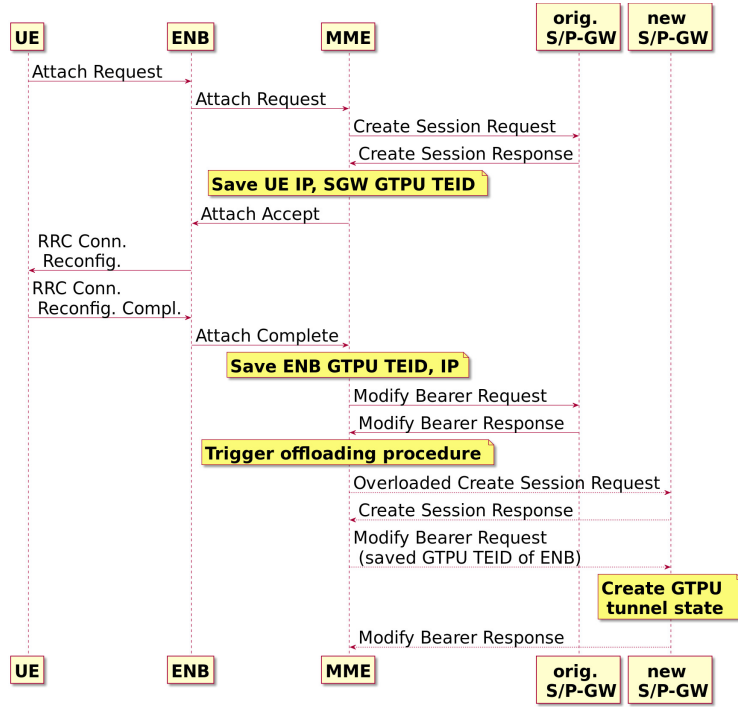 UE
ENB
MME
orig.
S/P-GW
new
S/P-GW
Attach Request
Attach Request
Create Session Request
Create Session Response
Save UE IP, SGW GTPU TEID
Attach Accept
RRC Conn.
Reconfig.
RRC Conn.
Reconfig. Compl.
Attach Complete
Save ENB GTPU TEID, IP
Modify Bearer Request
Modify Bearer Response
Trigger offloading procedure
Overloaded Create Session Request
Create Session Response
Modify Bearer Request
(saved GTPU TEID of ENB)
Create GTPU
tunnel state
Modify Bearer Response
UE
ENB
MME
orig.
S/P-GW
new
S/P-GW